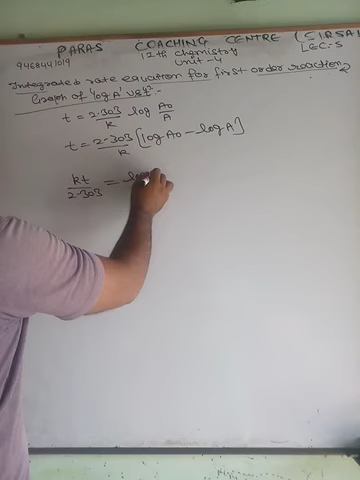 PARAS COACHING CENTRE (SIRSA)
9468441019 12th chemistry LEC:-5
Unit-4
Integrated rate equation for first order reaction
Graph of 'log A' vs 't' :-
t = 2.303/k log A0/A
t = 2.303/k [log A0 - log A]
kt/2.303 = log